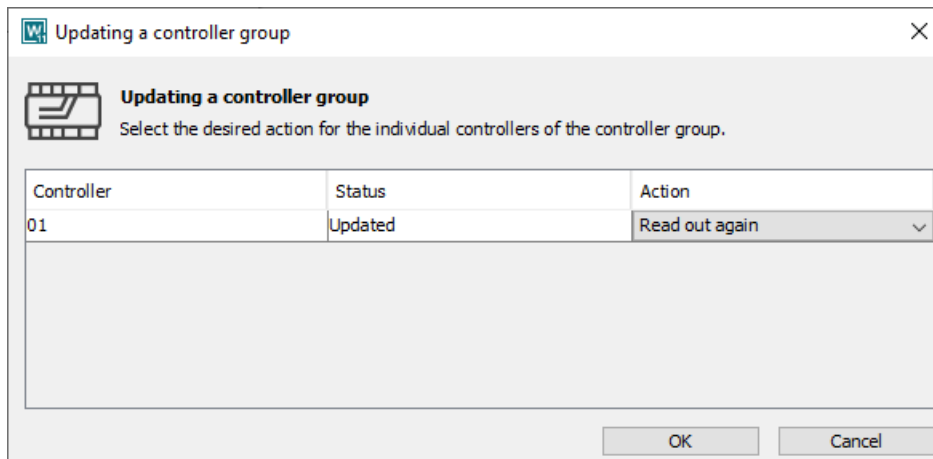 W 11 Updating a controller group
Updating a controller group
Select the desired action for the individual controllers of the controller group.
Controller Status Action
01 Updated Read out again
OK Cancel